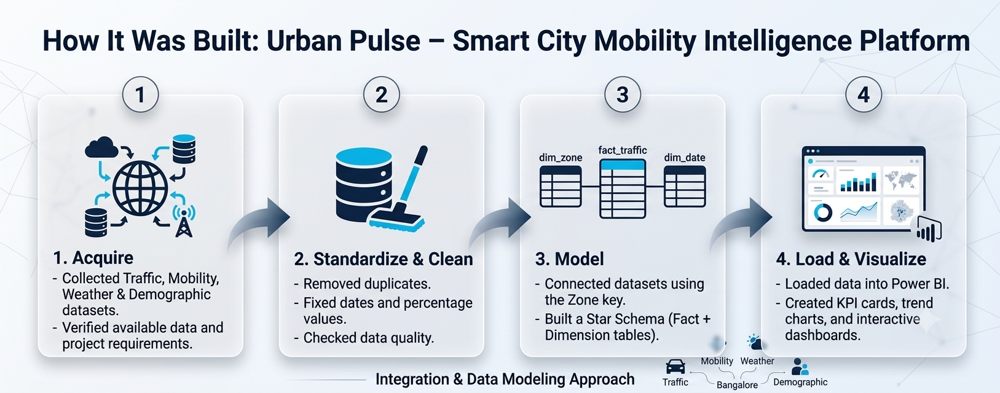 How It Was Built: Urban Pulse – Smart City Mobility Intelligence Platform
1
2
3
4
dim_zone
fact_traffic
dim_date
1. Acquire
- Collected Traffic, Mobility,
Weather & Demographic
datasets.
- Verified available data and
project requirements.
2. Standardize & Clean
- Removed duplicates.
- Fixed dates and percentage
values.
- Checked data quality.
3. Model
- Connected datasets using
the Zone key.
- Built a Star Schema (Fact +
Dimension tables).
4. Load & Visualize
- Loaded data into Power BI.
- Created KPI cards, trend
charts, and interactive
dashboards.
Integration & Data Modeling Approach
Traffic
Mobility
Weather
Bangalore
Demographic